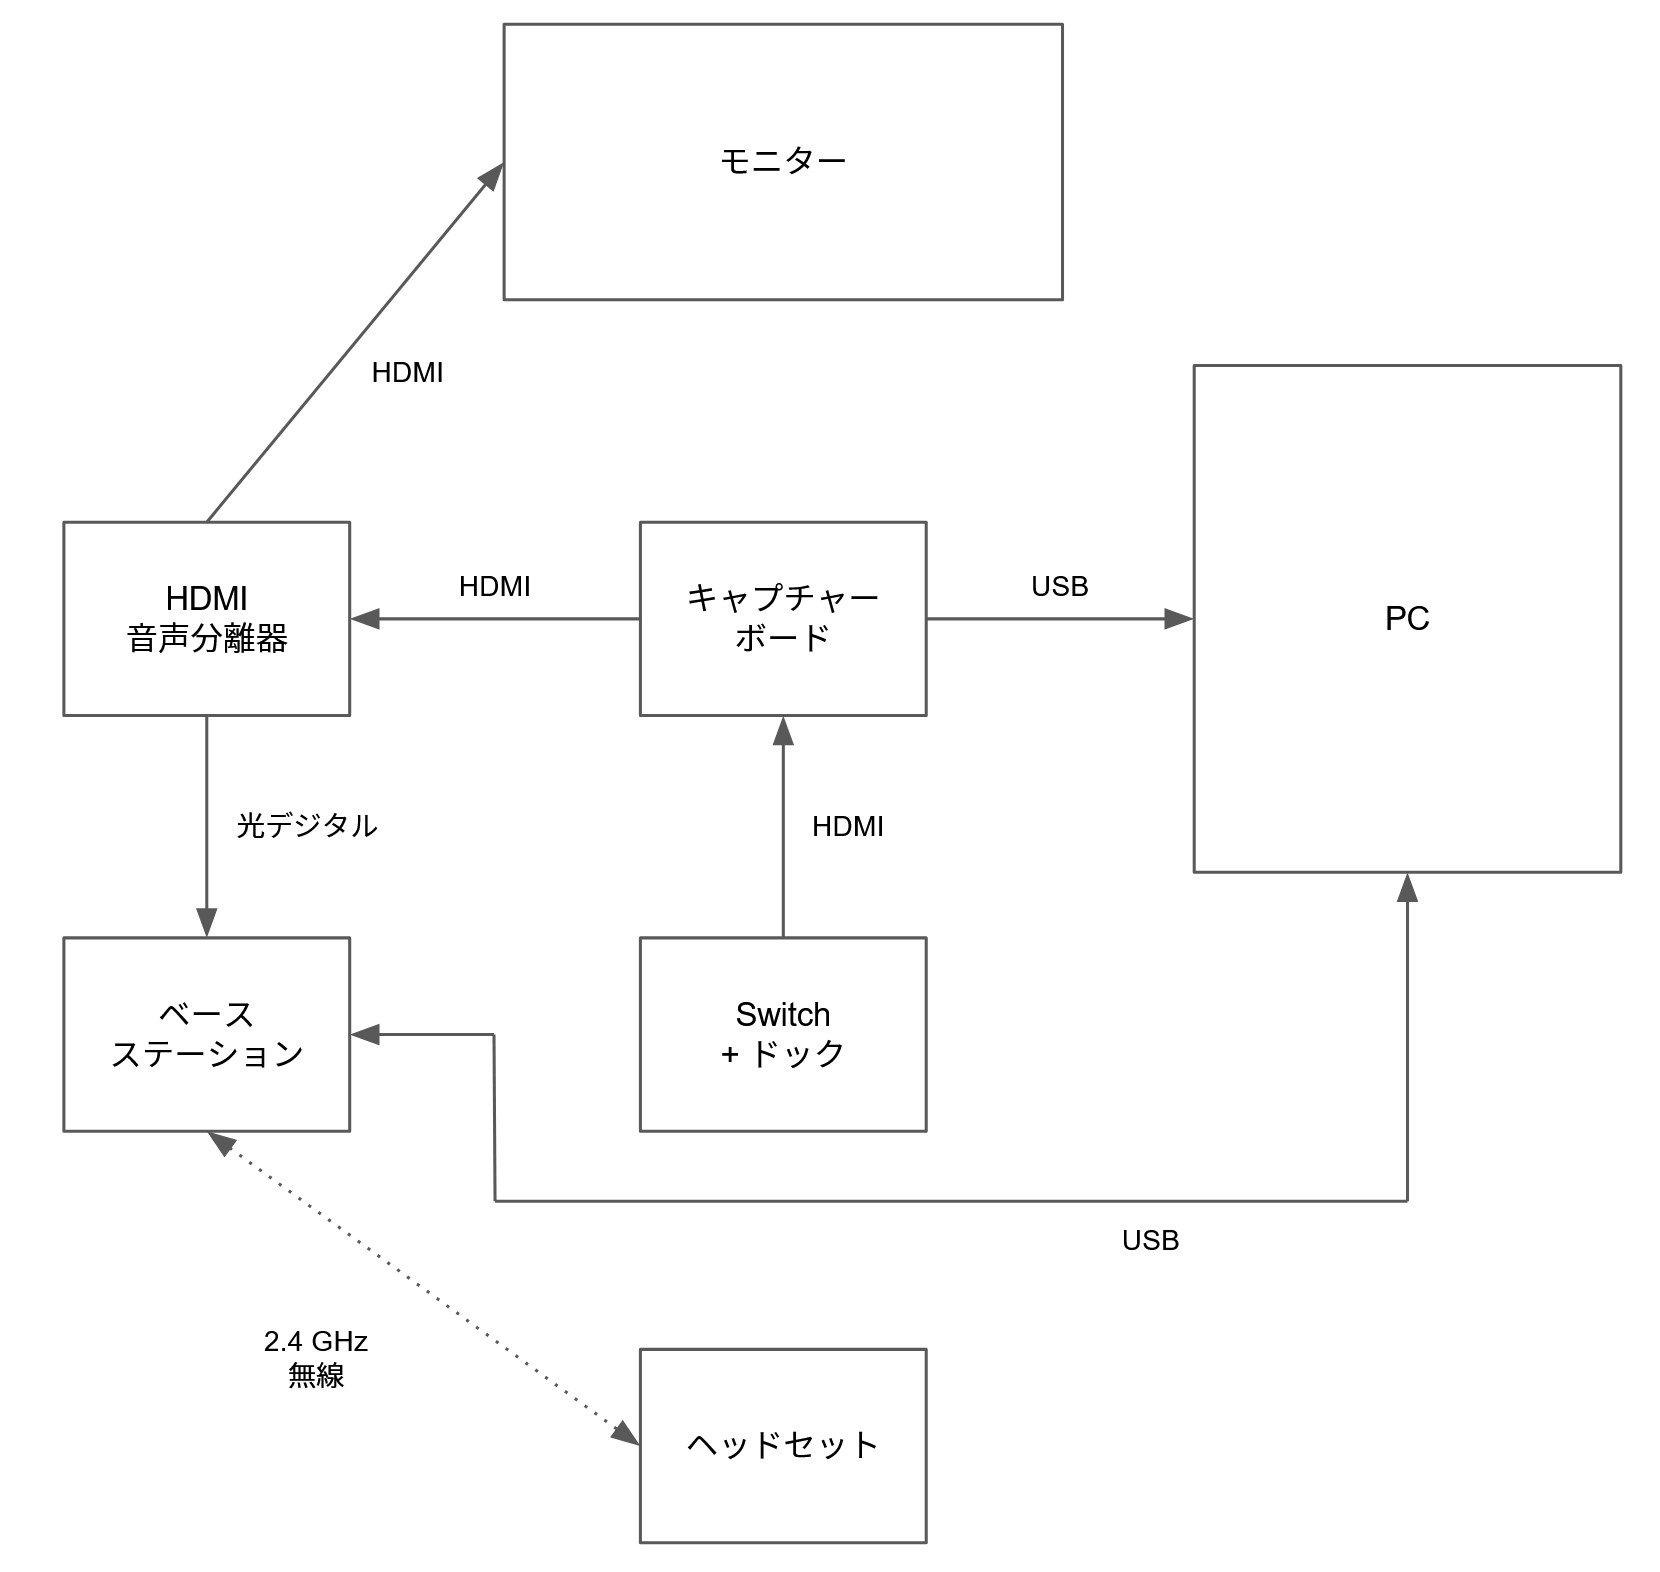 モニター
HDMI
HDMI
音声分離器
HDMI
キャプチャー
ボード
USB
PC
光デジタル
HDMI
ベース
ステーション
Switch
+ ドック
USB
2.4 GHz
無線
ヘッドセット